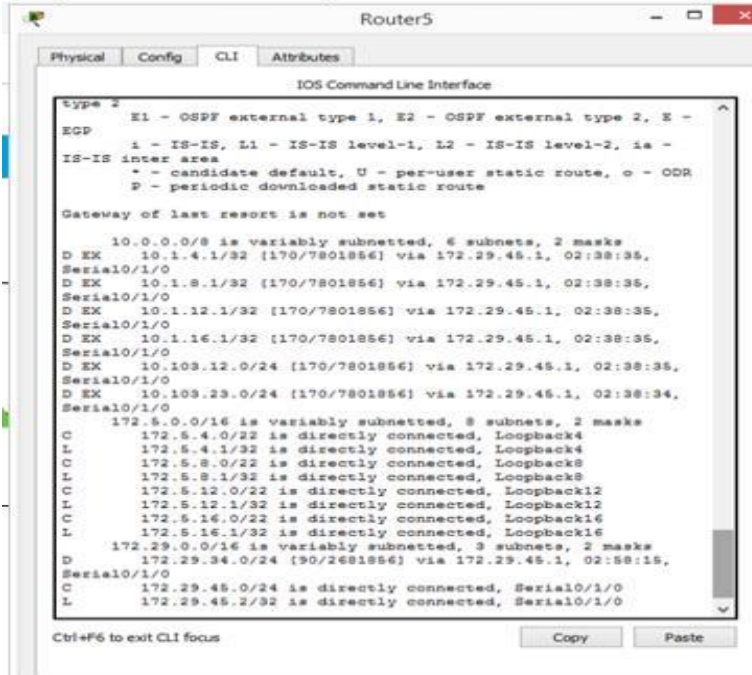 Router5
Physical Config CLI Attributes
IOS Command Line Interface
type 2
E1 - OSPF external type 1, E2 - OSPF external type 2, E -
EGP
i - IS-IS, L1 - IS-IS level-1, L2 - IS-IS level-2, ia -
IS-IS inter area
* - candidate default, U - per-user static route, o - ODR
P - periodic downloaded static route
Gateway of last resort is not set
10.0.0.0/8 is variably subnetted, 6 subnets, 2 masks
D EX 10.1.4.1/32 [170/7801856] via 172.29.45.1, 02:38:35,
Serial0/1/0
D EX 10.1.8.1/32 [170/7801856] via 172.29.45.1, 02:38:35,
Serial0/1/0
D EX 10.1.12.1/32 [170/7801856] via 172.29.45.1, 02:38:35,
Serial0/1/0
D EX 10.1.16.1/32 [170/7801856] via 172.29.45.1, 02:38:35,
Serial0/1/0
D EX 10.103.12.0/24 [170/7801856] via 172.29.45.1, 02:38:35,
Serial0/1/0
D EX 10.103.23.0/24 [170/7801856] via 172.29.45.1, 02:38:34,
Serial0/1/0
172.5.0.0/16 is variably subnetted, 8 subnets, 2 masks
C 172.5.4.0/22 is directly connected, Loopback4
L 172.5.4.1/32 is directly connected, Loopback4
C 172.5.8.0/22 is directly connected, Loopback8
L 172.5.8.1/32 is directly connected, Loopback8
C 172.5.12.0/22 is directly connected, Loopback12
L 172.5.12.1/32 is directly connected, Loopback12
C 172.5.16.0/22 is directly connected, Loopback16
L 172.5.16.1/32 is directly connected, Loopback16
172.29.0.0/16 is variably subnetted, 3 subnets, 2 masks
D 172.29.34.0/24 [90/2681856] via 172.29.45.1, 02:58:15,
Serial0/1/0
C 172.29.45.0/24 is directly connected, Serial0/1/0
L 172.29.45.2/32 is directly connected, Serial0/1/0
Ctrl+F6 to exit CLI focus Copy Paste